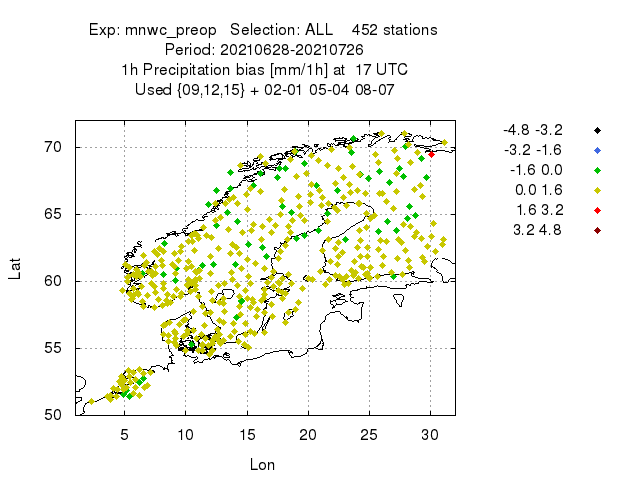 Exp: mnwc_preop Selection: ALL 452 stations
Period: 20210628-20210726
1h Precipitation bias [mm/1h] at 17 UTC
Used {09,12,15} + 02-01 05-04 08-07
-4.8 -3.2
-3.2 -1.6
-1.6 0.0
0.0 1.6
1.6 3.2
3.2 4.8
70
65
60
55
50
Lat
5 10 15 20 25 30
Lon